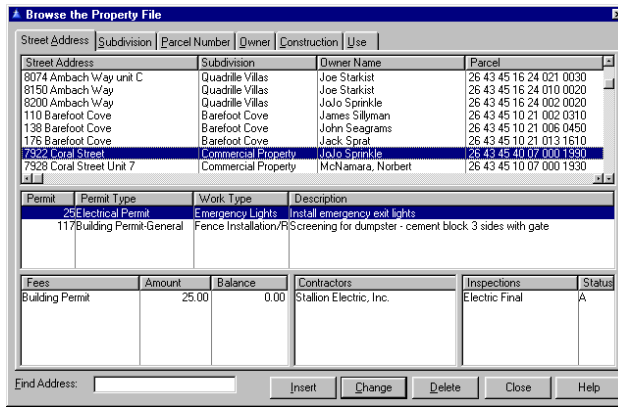 Browse the Property File
Street Address Subdivision Parcel Number Owner Construction Use
Street Address Subdivision Owner Name Parcel
8074 Ambach Way unit C Quadrille Villas Joe Starkist 26 43 45 16 24 021 0030
8150 Ambach Way Quadrille Villas Joe Starkist 26 43 45 16 24 010 0020
8200 Ambach Way Quadrille Villas JoJo Sprinkle 26 43 45 16 24 002 0020
110 Barefoot Cove Barefoot Cove James Sillyman 26 43 45 10 21 002 0310
138 Barefoot Cove Barefoot Cove John Seagrams 26 43 45 10 21 006 0450
176 Barefoot Cove Barefoot Cove Jack Sprat 26 43 45 10 21 013 1610
7922 Coral Street Commercial Property JoJo Sprinkle 26 43 45 40 07 000 1990
7928 Coral Street Unit 7 Commercial Property McNamara, Norbert 26 43 45 10 07 000 1930
Permit Permit Type Work Type Description
25 Electrical Permit Emergency Lights Install emergency exit lights
117 Building Permit-General Fence Installation/R Screening for dumpster - cement block 3 sides with gate
Fees Amount Balance Contractors Inspections Status
Building Permit 25.00 0.00 Stallion Electric, Inc. Electric Final A
Find Address: Insert Change Delete Close Help